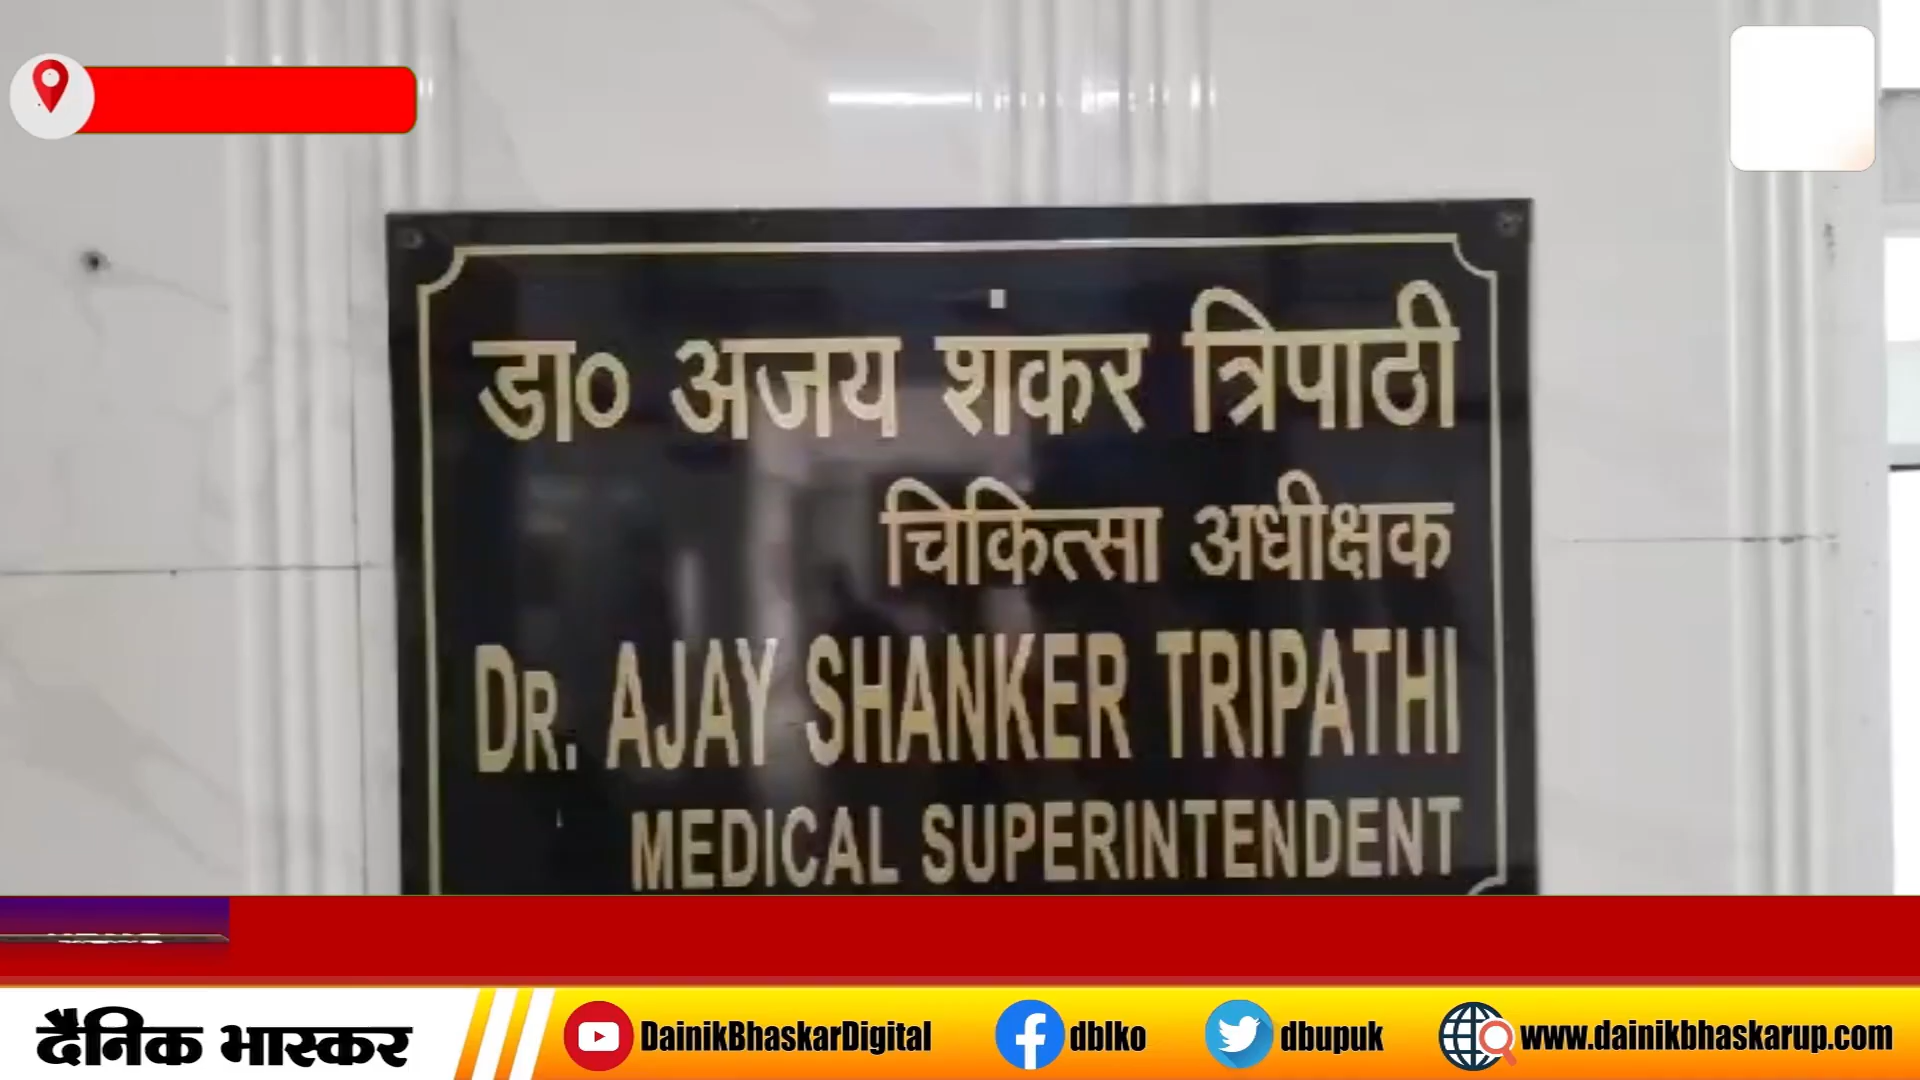 डा० अजय शंकर त्रिपाठी
चिकित्सा अधीक्षक
DR. AJAY SHANKER TRIPATHI
MEDICAL SUPERINTENDENT
दैनिक भास्कर
DainikBhaskarDigital
dblko
dbupuk
www.dainikbhaskarup.com